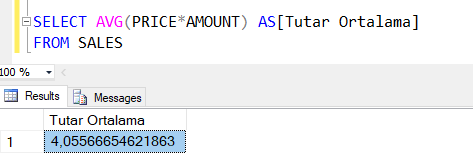 SELECT AVG(PRICE*AMOUNT) AS[Tutar Ortalama]
FROM SALES
100 %
Results Messages
Tutar Ortalama
1 4,05566654621863